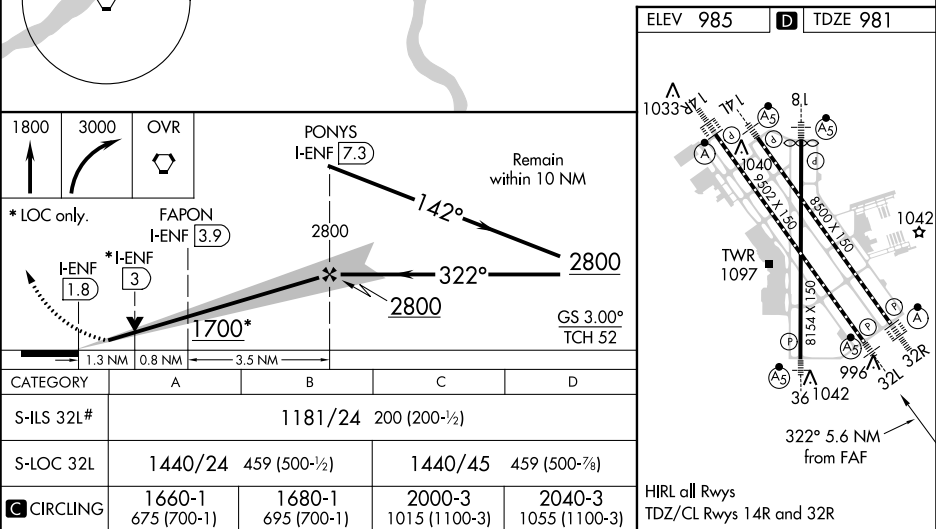 ELEV 985 D TDZE 981
1800 3000 OVR
* LOC only.
PONYS
I-ENF 7.3
Remain
within 10 NM
142°
FAPON
I-ENF 3.9
2800
*I-ENF
3
I-ENF
1.8
322°
2800
2800
1700*
GS 3.00°
TCH 52
1.3 NM 0.8 NM 3.5 NM
CATEGORY A B C D
S-ILS 32L# 1181/24 200 (200-½)
S-LOC 32L 1440/24 459 (500-½) 1440/45 459 (500-⅞)
C CIRCLING 1660-1 1680-1 2000-3 2040-3
675 (700-1) 695 (700-1) 1015 (1100-3) 1055 (1100-3)
1033
14R
14L
18
A5
A5
A
P
P
P
1040
9502 X 150
8500 X 150
1042
TWR
1097
8154 X 150
P
P
P
A
A5
A5
996
32L
32R
36
1042
322° 5.6 NM
from FAF
HIRL all Rwys
TDZ/CL Rwys 14R and 32R